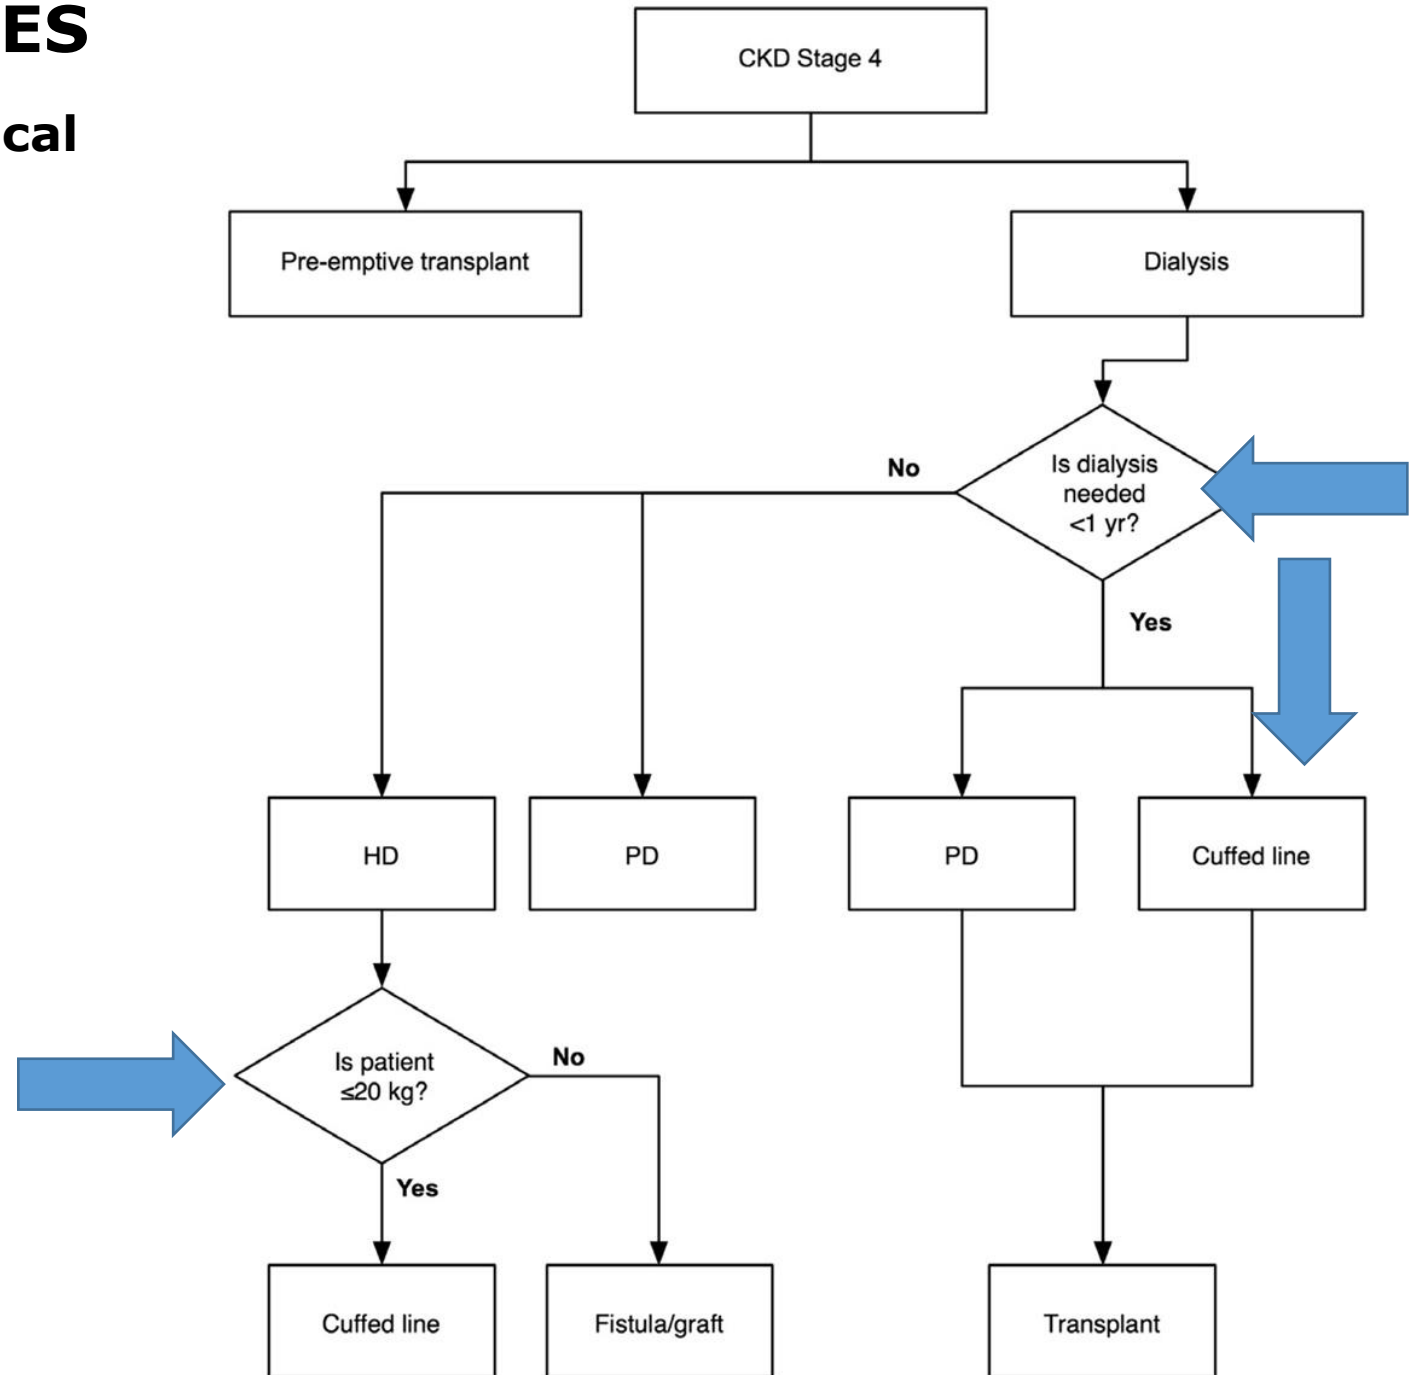 ES
cal
CKD Stage 4
Pre-emptive transplant
Dialysis
Is dialysis
needed
<1 yr?
No
Yes
HD
PD
PD
Cuffed line
Is patient
≤20 kg?
No
Yes
Cuffed line
Fistula/graft
Transplant